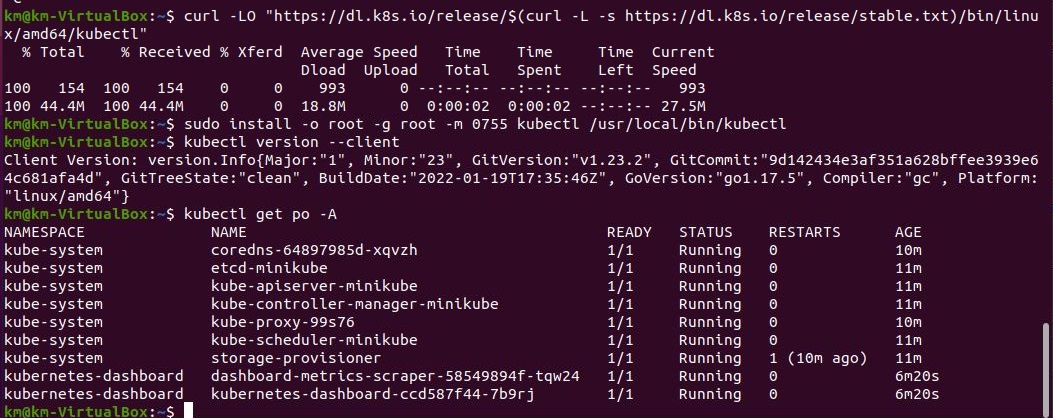 km@km-VirtualBox:~$ curl -LO "https://dl.k8s.io/release/$(curl -L -s https://dl.k8s.io/release/stable.txt)/bin/linu
x/amd64/kubectl"
  % Total    % Received % Xferd  Average Speed   Time    Time     Time  Current
                                 Dload  Upload   Total   Spent    Left  Speed
100   154  100   154    0     0    993      0 --:--:-- --:--:-- --:--:--   993
100 44.4M  100 44.4M    0     0  18.8M      0  0:00:02  0:00:02 --:--:-- 27.5M
km@km-VirtualBox:~$ sudo install -o root -g root -m 0755 kubectl /usr/local/bin/kubectl
km@km-VirtualBox:~$ kubectl version --client
Client Version: version.Info{Major:"1", Minor:"23", GitVersion:"v1.23.2", GitCommit:"9d142434e3af351a628bffee3939e6
4c681afa4d", GitTreeState:"clean", BuildDate:"2022-01-19T17:35:46Z", GoVersion:"go1.17.5", Compiler:"gc", Platform:
"linux/amd64"}
km@km-VirtualBox:~$ kubectl get po -A
NAMESPACE              NAME                                        READY   STATUS    RESTARTS      AGE
kube-system            coredns-64897985d-xqvzh                     1/1     Running   0             10m
kube-system            etcd-minikube                               1/1     Running   0             11m
kube-system            kube-apiserver-minikube                     1/1     Running   0             11m
kube-system            kube-controller-manager-minikube            1/1     Running   0             11m
kube-system            kube-proxy-99s76                            1/1     Running   0             10m
kube-system            kube-scheduler-minikube                     1/1     Running   0             11m
kube-system            storage-provisioner                         1/1     Running   1 (10m ago)   11m
kubernetes-dashboard   dashboard-metrics-scraper-58549894f-tqw24   1/1     Running   0             6m20s
kubernetes-dashboard   kubernetes-dashboard-ccd587f44-7b9rj        1/1     Running   0             6m20s
km@km-VirtualBox:~$